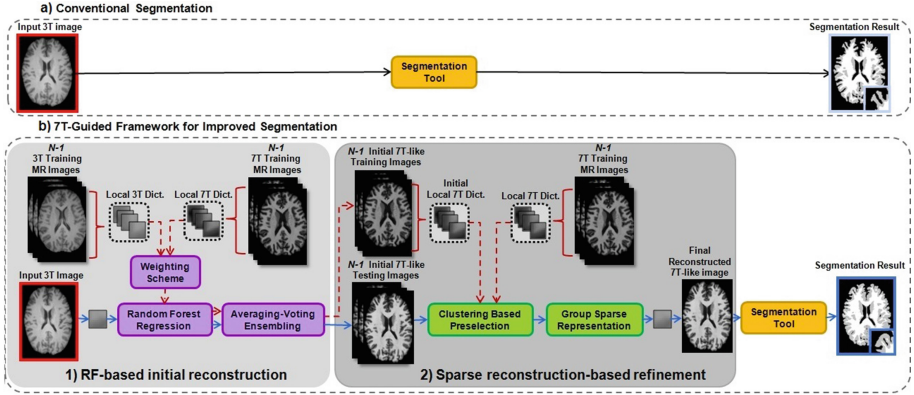 a) Conventional Segmentation
Input 3T image
Segmentation Result
Segmentation
Tool
b) 7T-Guided Framework for Improved Segmentation
N-1
3T Training
MR Images
N-1
7T Training
MR Images
Local 3T Dict.
Local 7T Dict.
Weighting
Scheme
Input 3T Image
Random Forest
Regression
Averaging-Voting
Ensembling
1) RF-based initial reconstruction
N-1 Initial 7T-like
Training Images
Initial
Local 7T Dict.
Local 7T Dict.
N-1
7T Training
MR Images
N-1 Initial 7T-like
Testing Images
Clustering Based
Preselection
Group Sparse
Representation
Final
Reconstructed
7T-like image
2) Sparse reconstruction-based refinement
Segmentation
Tool
Segmentation Result